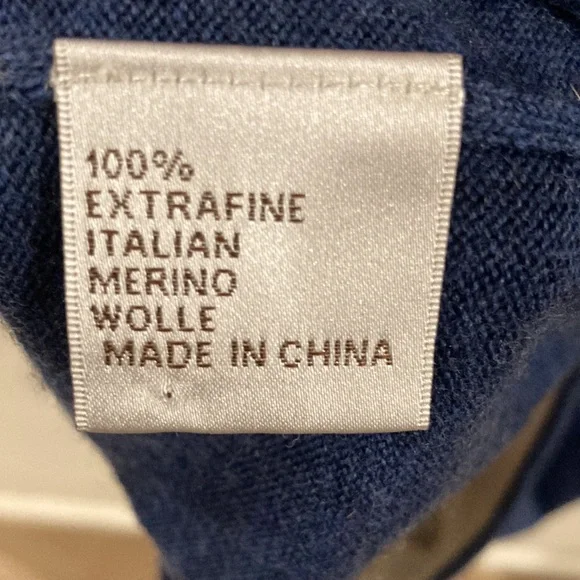 100%
EXTRAFINE
ITALIAN
MERINO
WOLLE
MADE IN CHINA